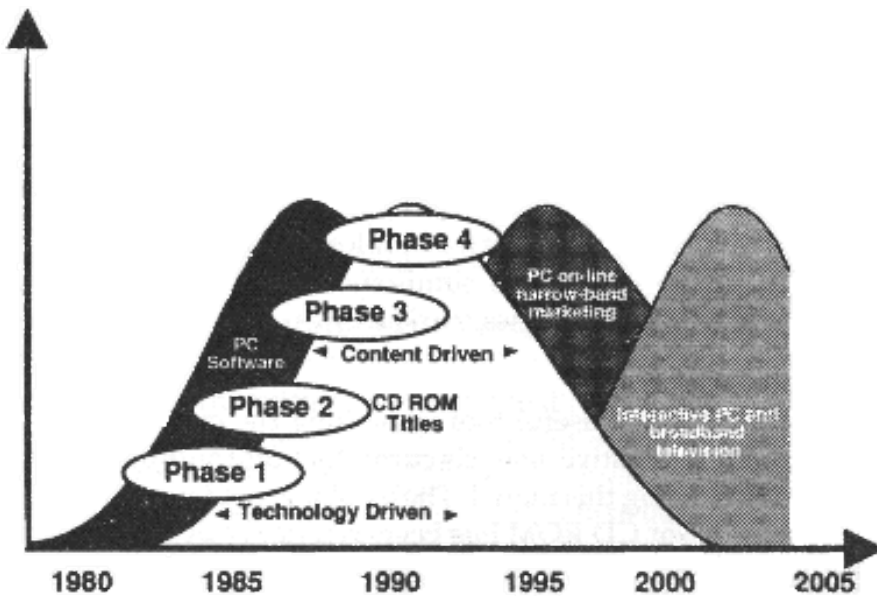 Phase 4
PC on-line
narrow-band
marketing
Phase 3
PC
Software
Content Driven
Phase 2
CD ROM
Titles
Interactive PC and
broadband
television
Phase 1
Technology Driven
1980 1985 1990 1995 2000 2005